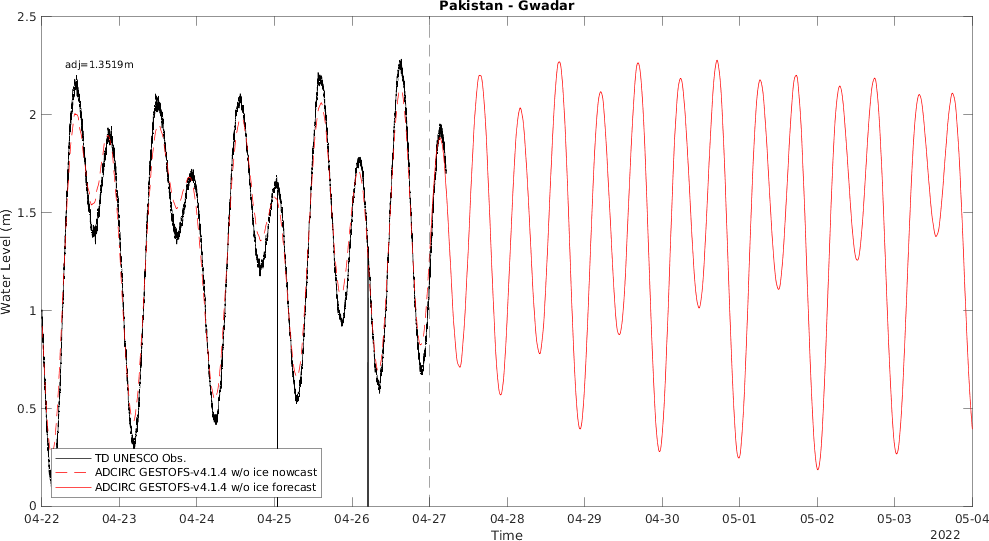 Pakistan - Gwadar
adj=1.3519m
Water Level (m)
2.5
2
1.5
1
0.5
0
TD UNESCO Obs.
ADCIRC GESTOFS-v4.1.4 w/o ice nowcast
ADCIRC GESTOFS-v4.1.4 w/o ice forecast
04-22 04-23 04-24 04-25 04-26 04-27 04-28 04-29 04-30 05-01 05-02 05-03 05-04
Time
2022